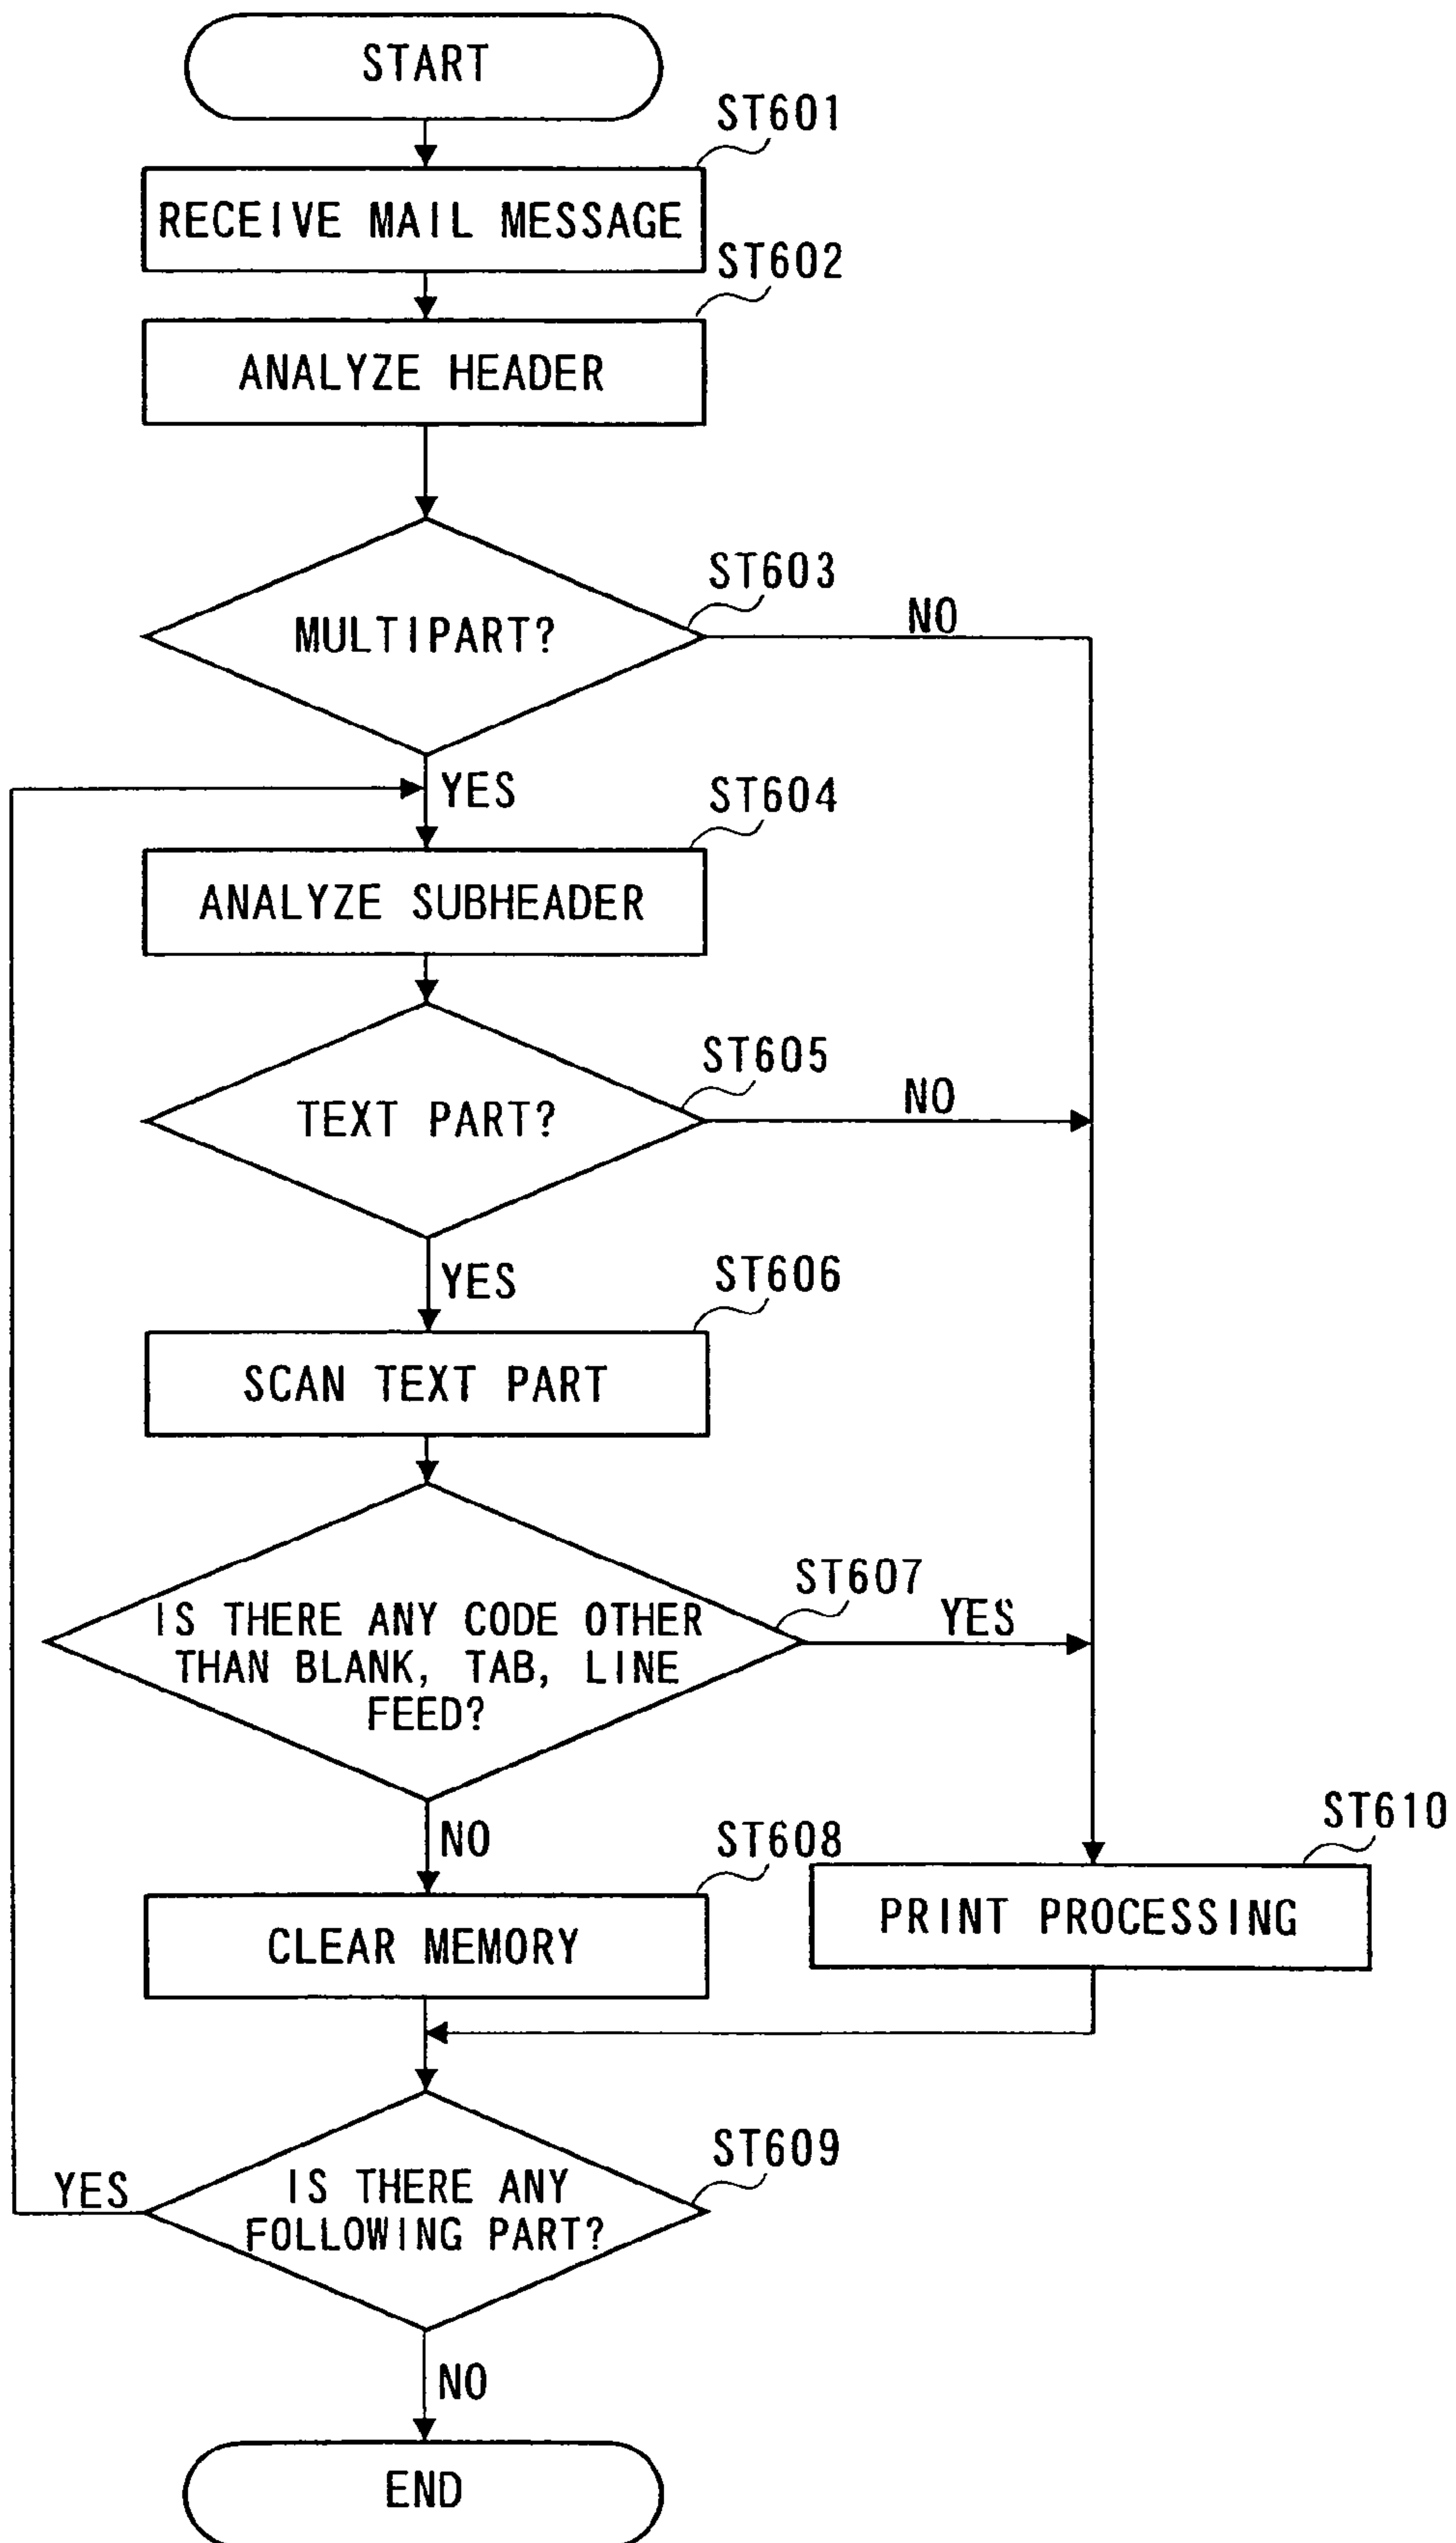 START
ST601
RECEIVE MAIL MESSAGE
ST602
ANALYZE HEADER
ST603
MULTIPART?
NO
YES
ST604
ANALYZE SUBHEADER
ST605
TEXT PART?
NO
YES
ST606
SCAN TEXT PART
ST607
IS THERE ANY CODE OTHER
THAN BLANK, TAB, LINE
FEED?
YES
NO
ST608
CLEAR MEMORY
ST610
PRINT PROCESSING
ST609
IS THERE ANY
FOLLOWING PART?
YES
NO
END